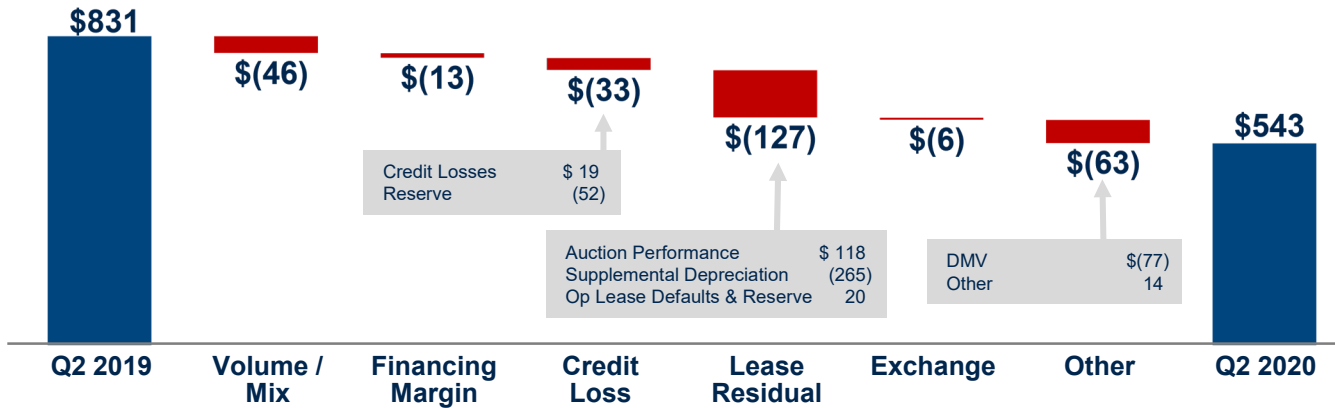 $831
$(46)
$(13)
$(33)
$(127)
$(6)
$(63)
$543
Credit Losses $ 19
Reserve (52)
Auction Performance $ 118
Supplemental Depreciation (265)
Op Lease Defaults & Reserve 20
DMV $(77)
Other 14
Q2 2019
Volume /
Mix
Financing
Margin
Credit
Loss
Lease
Residual
Exchange
Other
Q2 2020